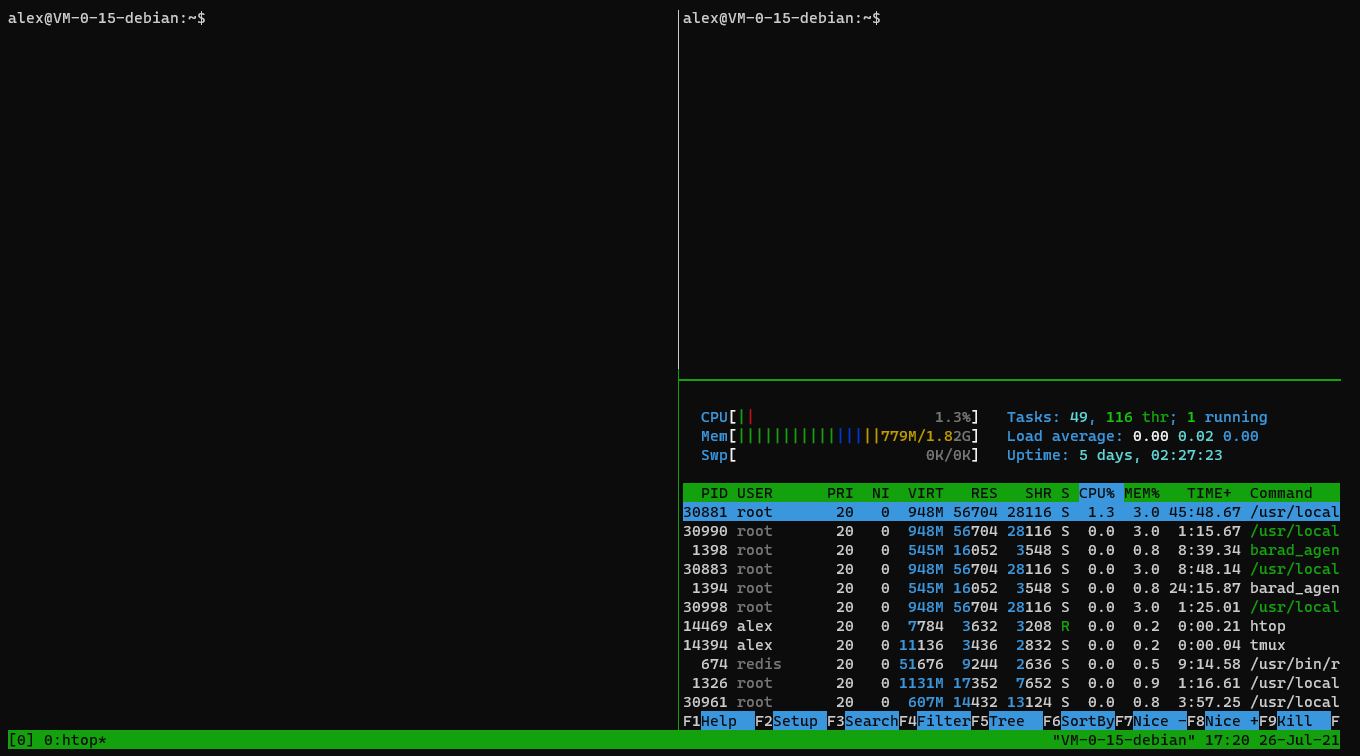 alex@VM-0-15-debian:~$
alex@VM-0-15-debian:~$
CPU[|| 1.3%] Tasks: 49, 116 thr; 1 running
Mem[||||||||||||||||779M/1.82G] Load average: 0.00 0.02 0.00
Swp[ 0K/0K] Uptime: 5 days, 02:27:23
PID USER PRI NI VIRT RES SHR S CPU% MEM% TIME+ Command
30881 root 20 0 948M 56704 28116 S 1.3 3.0 45:48.67 /usr/local
30990 root 20 0 948M 56704 28116 S 0.0 3.0 1:15.67 /usr/local
1398 root 20 0 545M 16052 3548 S 0.0 0.8 8:39.34 barad_agen
30883 root 20 0 948M 56704 28116 S 0.0 3.0 8:48.14 /usr/local
1394 root 20 0 545M 16052 3548 S 0.0 0.8 24:15.87 barad_agen
30998 root 20 0 948M 56704 28116 S 0.0 3.0 1:25.01 /usr/local
14469 alex 20 0 7784 3632 3208 R 0.0 0.2 0:00.21 htop
14394 alex 20 0 11136 3436 2832 S 0.0 0.2 0:00.04 tmux
674 redis 20 0 51676 9244 2636 S 0.0 0.5 9:14.58 /usr/bin/r
1326 root 20 0 1131M 17352 7652 S 0.0 0.9 1:16.61 /usr/local
30961 root 20 0 607M 14432 13124 S 0.0 0.8 3:57.25 /usr/local
F1Help F2Setup F3SearchF4FilterF5Tree F6SortByF7Nice -F8Nice +F9Kill F
[0] 0:htop* "VM-0-15-debian" 17:20 26-Jul-21